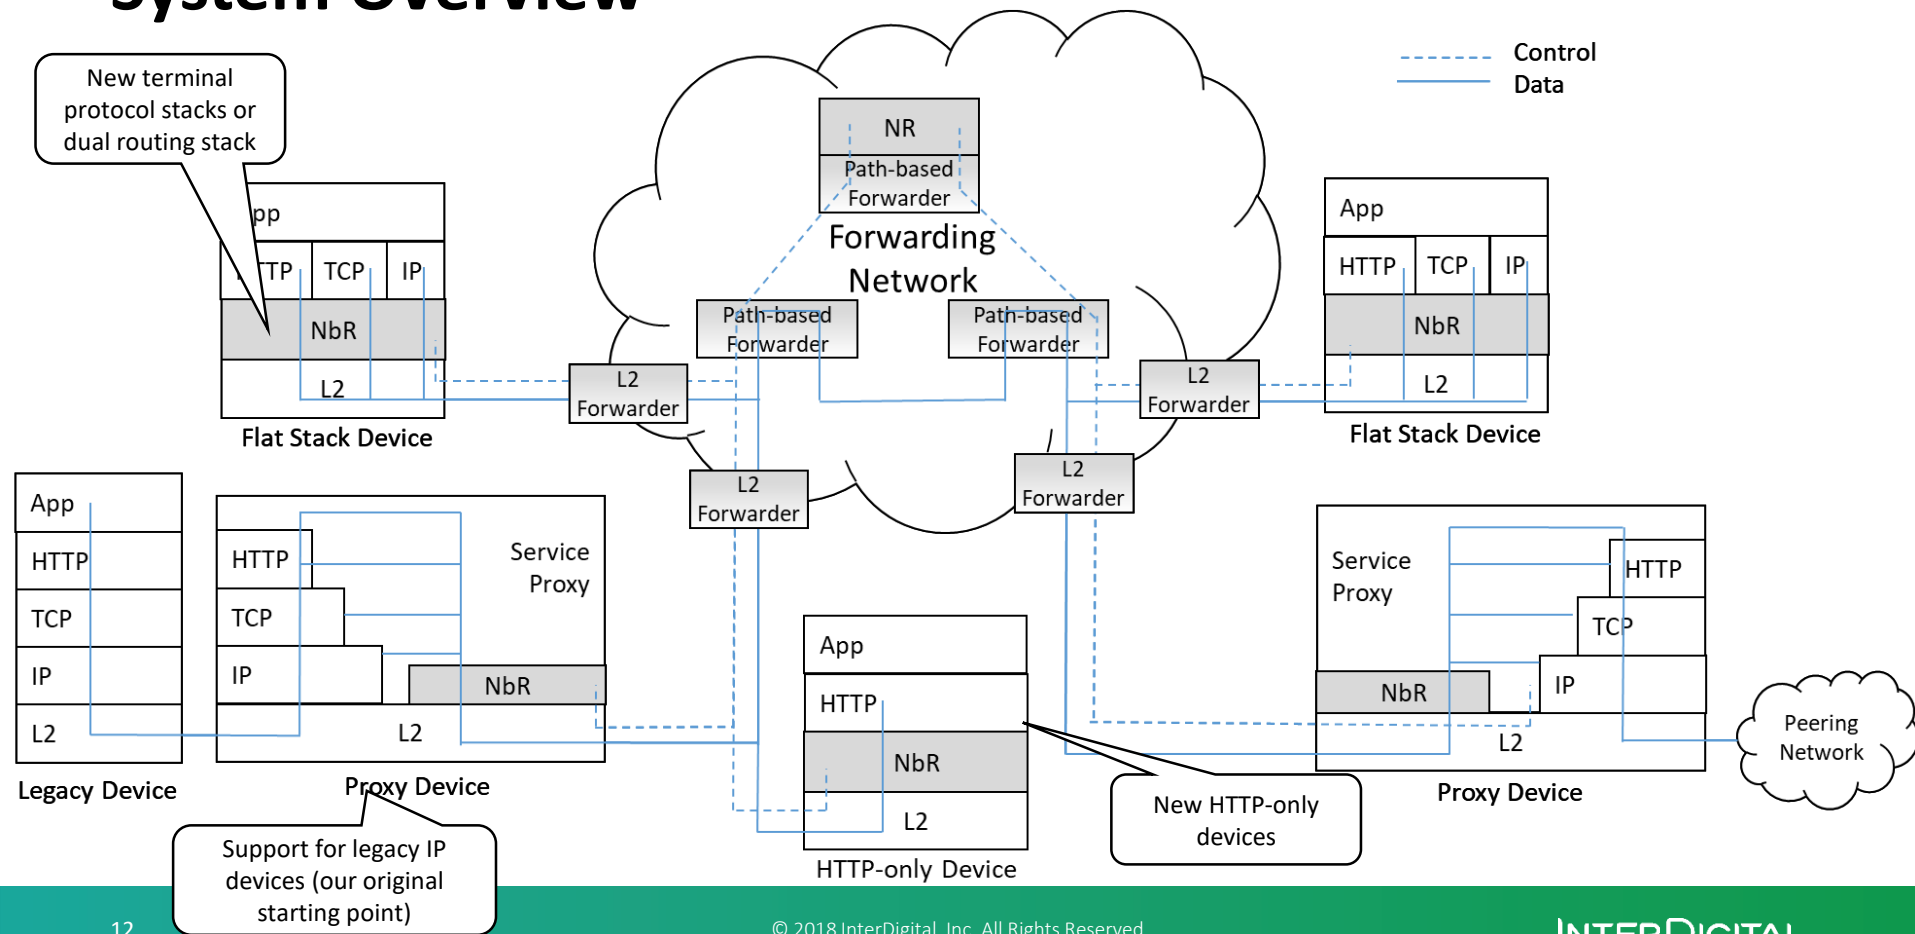 System Overview
New terminal
protocol stacks or
dual routing stack
Control
Data
NR
Path-based
Forwarder
Forwarding
Network
Path-based
Forwarder
Path-based
Forwarder
L2
Forwarder
L2
Forwarder
L2
Forwarder
L2
Forwarder
pp
TTP
TCP
IP
NbR
L2
Flat Stack Device
App
HTTP
TCP
IP
NbR
L2
Flat Stack Device
App
HTTP
TCP
IP
L2
Legacy Device
HTTP
TCP
IP
Service
Proxy
NbR
L2
Proxy Device
Support for legacy IP
devices (our original
starting point)
App
HTTP
NbR
L2
HTTP-only Device
New HTTP-only
devices
Service
Proxy
HTTP
TCP
IP
NbR
L2
Proxy Device
Peering
Network
12
© 2018 InterDigital, Inc. All Rights Reserved
INTERDIGITAL